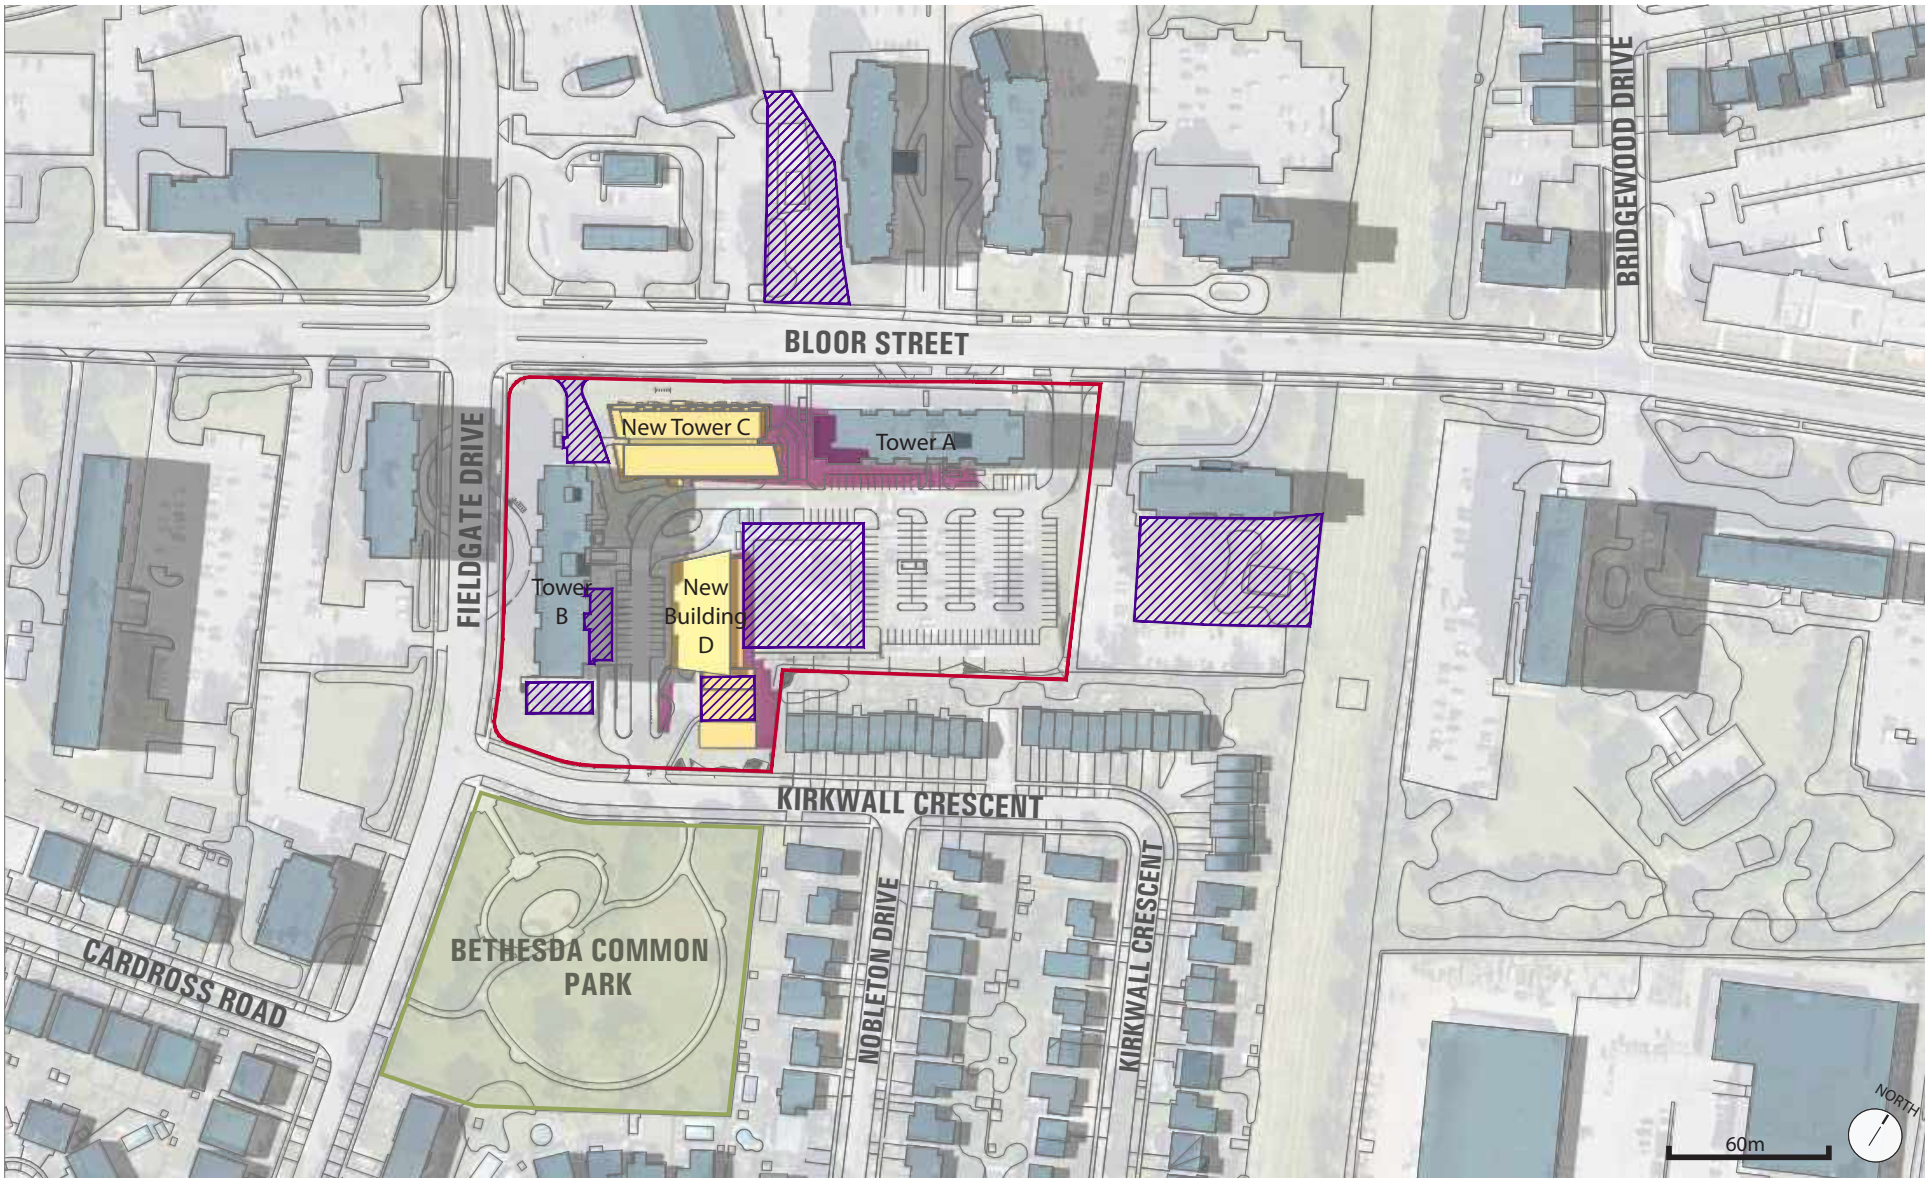 BRIDGEWOOD DRIVE
BLOOR STREET
FIELDGATE DRIVE
New Tower C
Tower A
Tower
B
New
Building
D
KIRKWALL CRESCENT
NOBLETON DRIVE
KIRKWALL CRESCENT
BETHESDA COMMON
PARK
CARDROSS ROAD
NORTH
60m